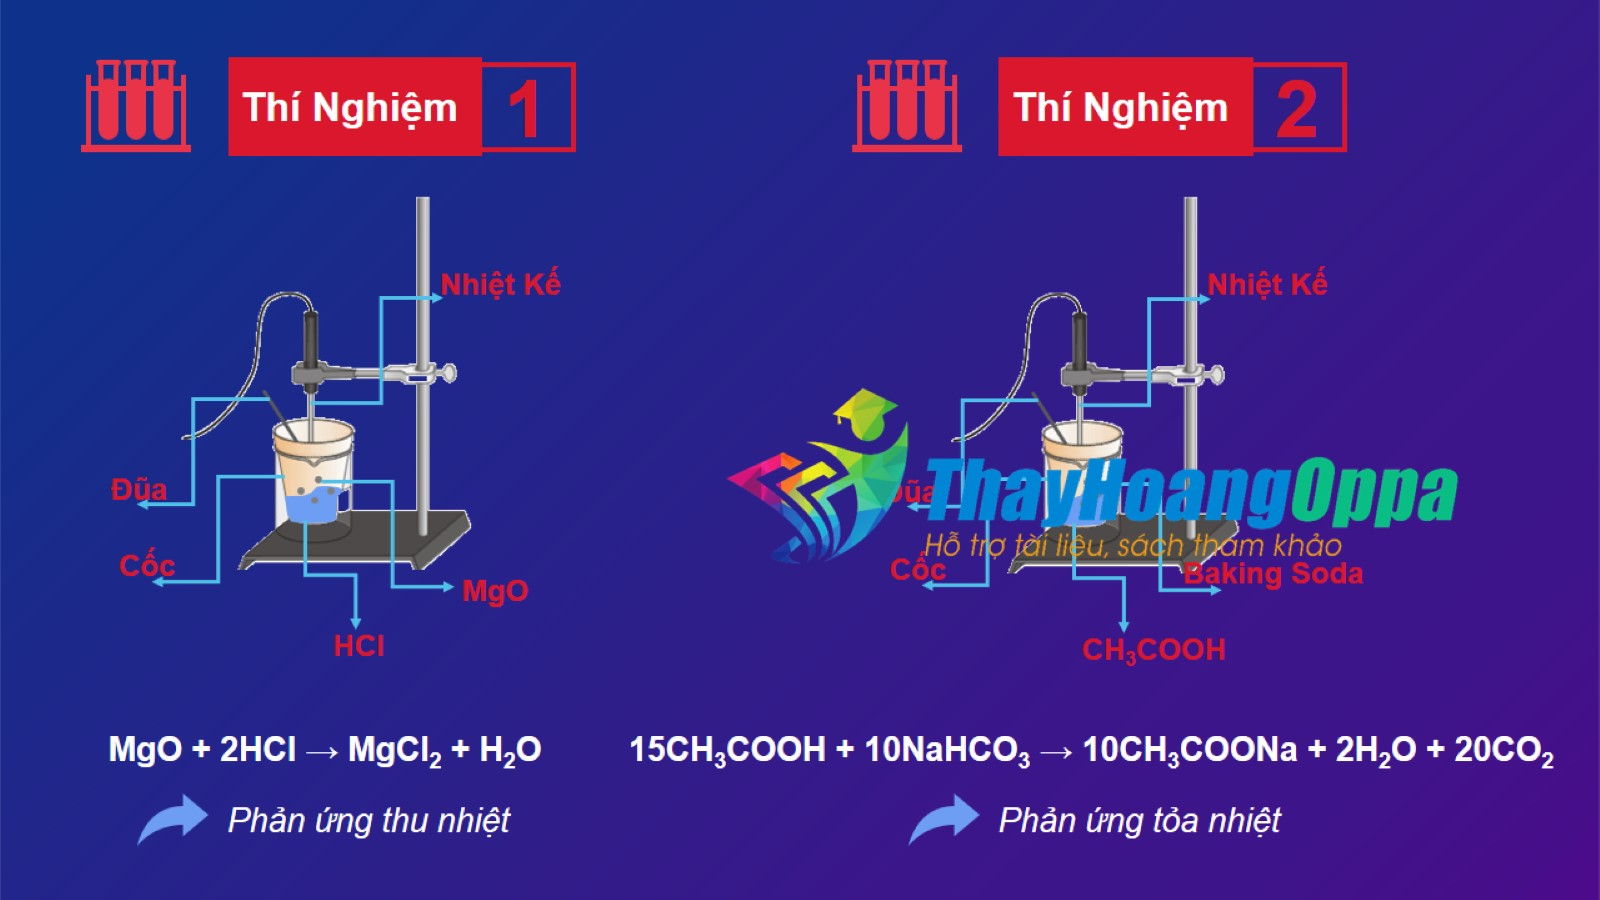 Thí Nghiệm 1
Thí Nghiệm 2
Nhiệt Kế
Nhiệt Kế
Đũa
Cốc
MgO
HCl
Đũa
ThayHoangOppa
Hỗ trợ tài liệu, sách tham khảo
Cốc
Baking Soda
CH₃COOH
MgO + 2HCl → MgCl₂ + H₂O
15CH₃COOH + 10NaHCO₃ → 10CH₃COONa + 2H₂O + 20CO₂
Phản ứng thu nhiệt
Phản ứng tỏa nhiệt